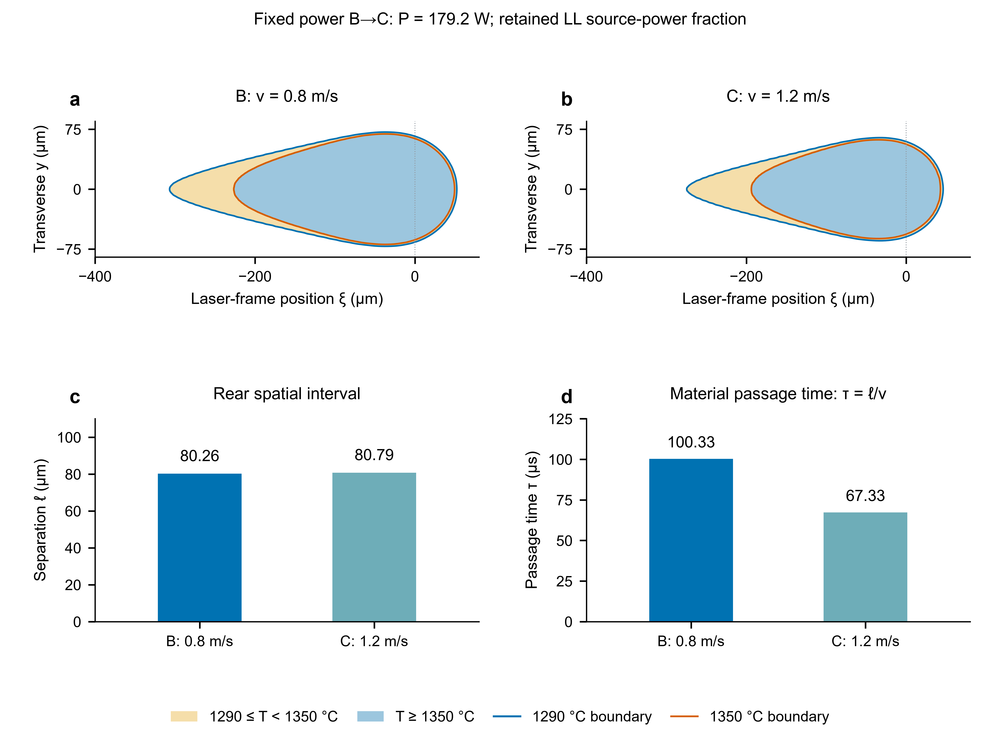 Fixed power B→C: P = 179.2 W; retained LL source-power fraction
a
B: v = 0.8 m/s
Transverse y (µm)
75
0
−75
−400
−200
0
Laser-frame position ξ (µm)
b
C: v = 1.2 m/s
Transverse y (µm)
75
0
−75
−400
−200
0
Laser-frame position ξ (µm)
c
Rear spatial interval
Separation ℓ (µm)
100
80
60
40
20
0
80.26
80.79
B: 0.8 m/s
C: 1.2 m/s
d
Material passage time: τ = ℓ/v
Passage time τ (µs)
125
100
75
50
25
0
100.33
67.33
B: 0.8 m/s
C: 1.2 m/s
1290 ≤ T < 1350 °C
T ≥ 1350 °C
1290 °C boundary
1350 °C boundary